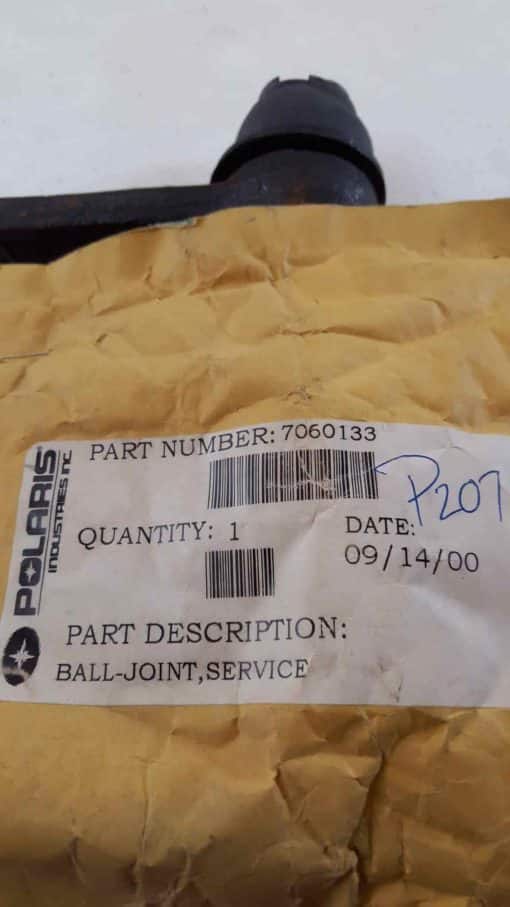 PART NUMBER: 7060133
P207
QUANTITY: 1
DATE:
09/14/00
PART DESCRIPTION:
BALL-JOINT,SERVICE
POLARIS
INDUSTRIES INC.